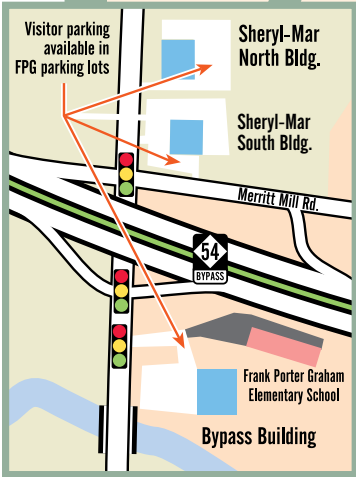 Visitor parking
available in
FPG parking lots
Sheryl-Mar
North Bldg.
Sheryl-Mar
South Bldg.
Merritt Mill Rd.
54
BYPASS
Frank Porter Graham
Elementary School
Bypass Building